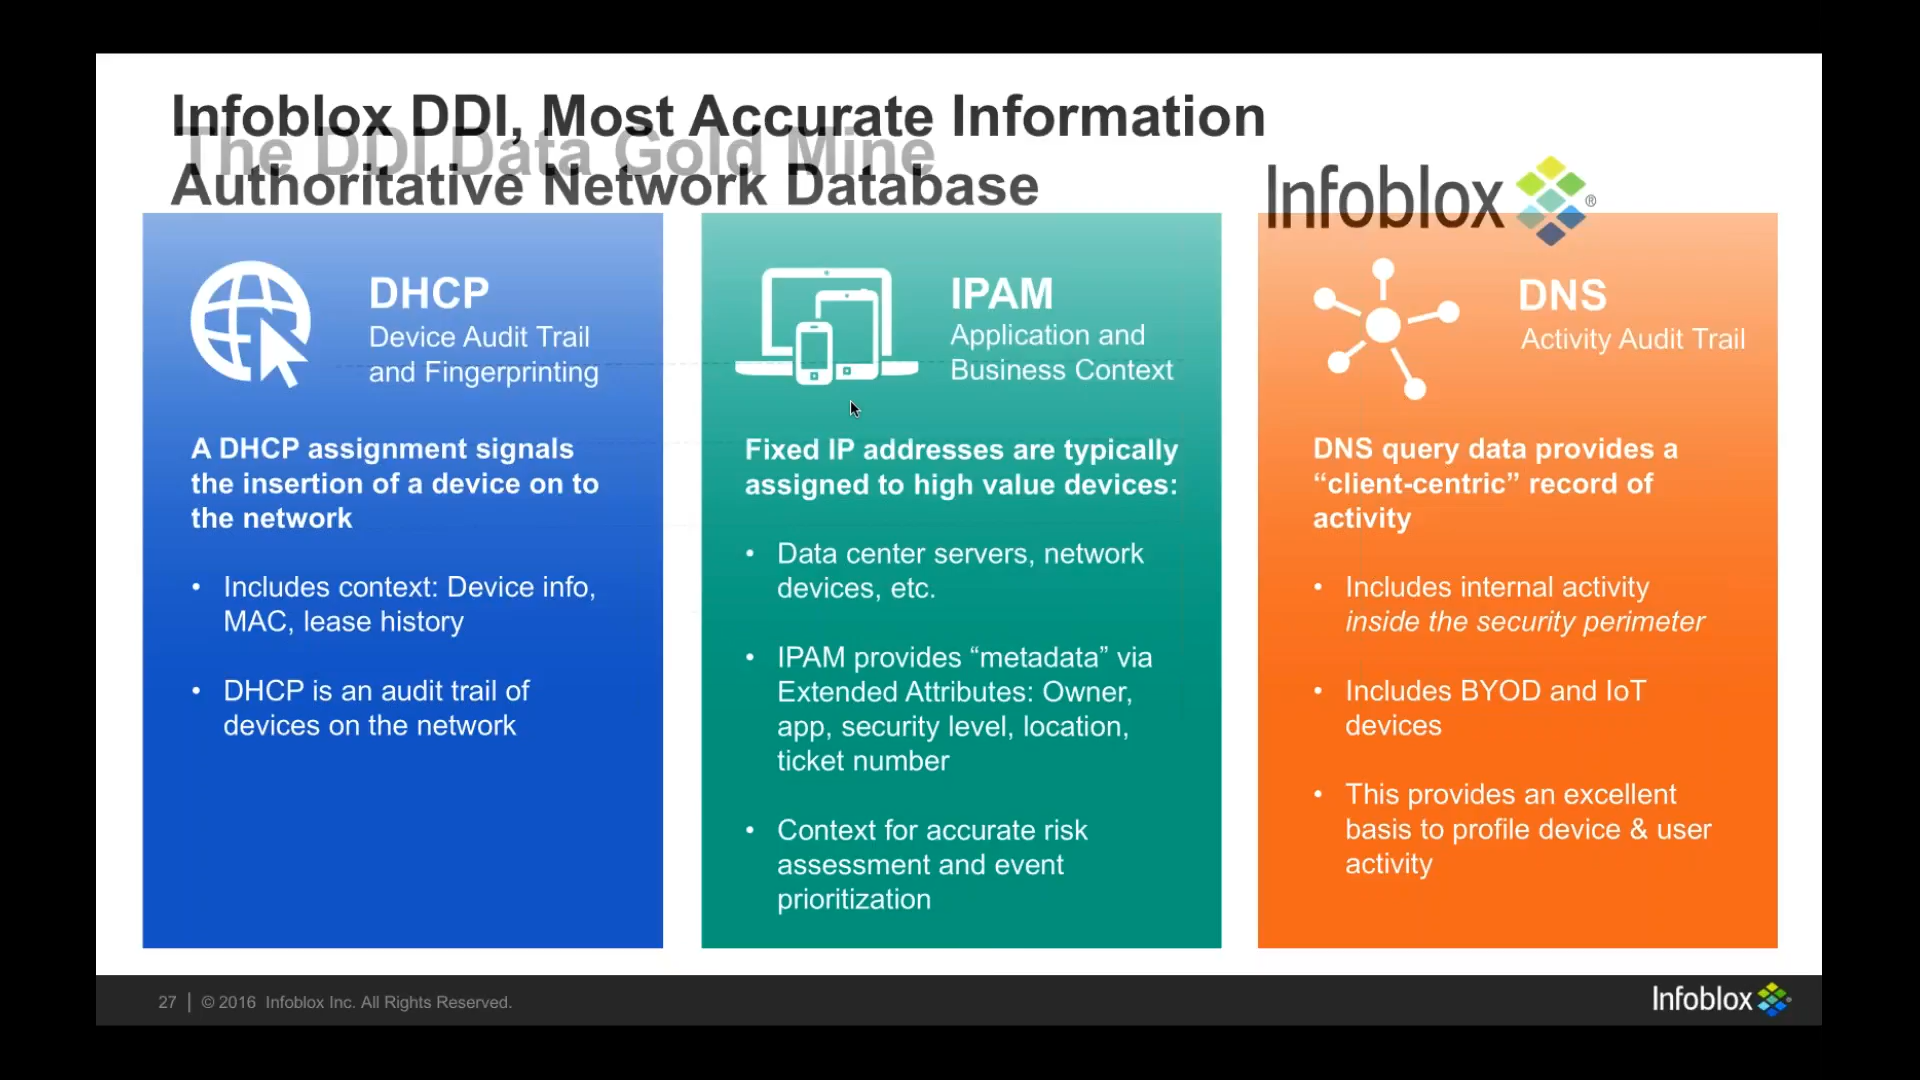 Infoblox DDI, Most Accurate Information
The DDI Data Gold Mine
Authoritative Network Database
Infoblox ®
DHCP
Device Audit Trail
and Fingerprinting
A DHCP assignment signals
the insertion of a device on to
the network
• Includes context: Device info,
MAC, lease history
• DHCP is an audit trail of
devices on the network
IPAM
Application and
Business Context
Fixed IP addresses are typically
assigned to high value devices:
• Data center servers, network
devices, etc.
• IPAM provides “metadata” via
Extended Attributes: Owner,
app, security level, location,
ticket number
• Context for accurate risk
assessment and event
prioritization
DNS
Activity Audit Trail
DNS query data provides a
“client-centric” record of
activity
• Includes internal activity
inside the security perimeter
• Includes BYOD and IoT
devices
• This provides an excellent
basis to profile device & user
activity
27 | © 2016 Infoblox Inc. All Rights Reserved.
Infoblox